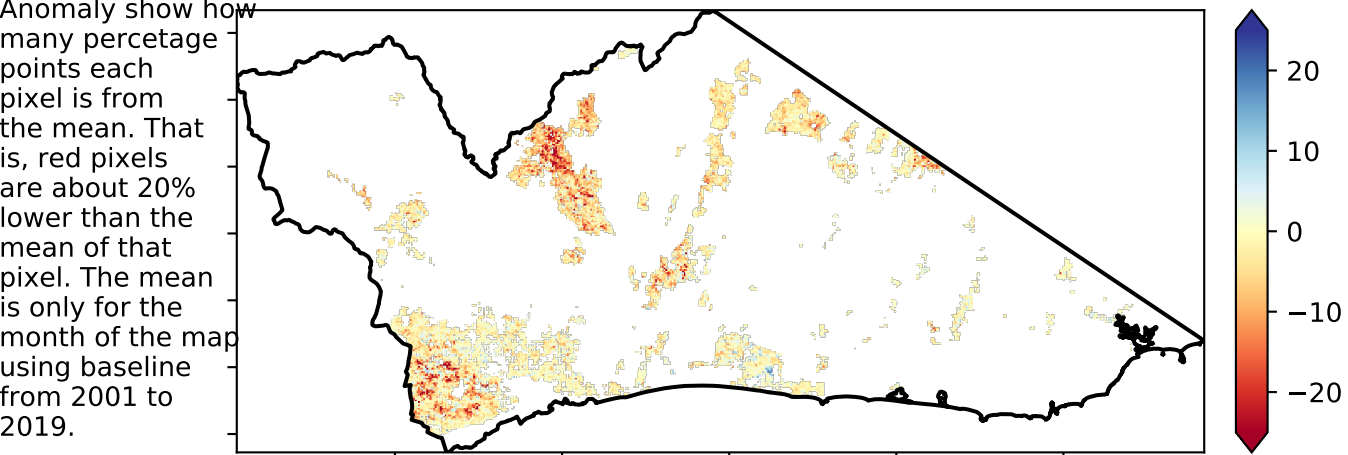 Anomaly show how
many percetage
points each
pixel is from
the mean. That
is, red pixels
are about 20%
lower than the
mean of that
pixel. The mean
is only for the
month of the map
using baseline
from 2001 to
2019.
20
10
0
−10
−20